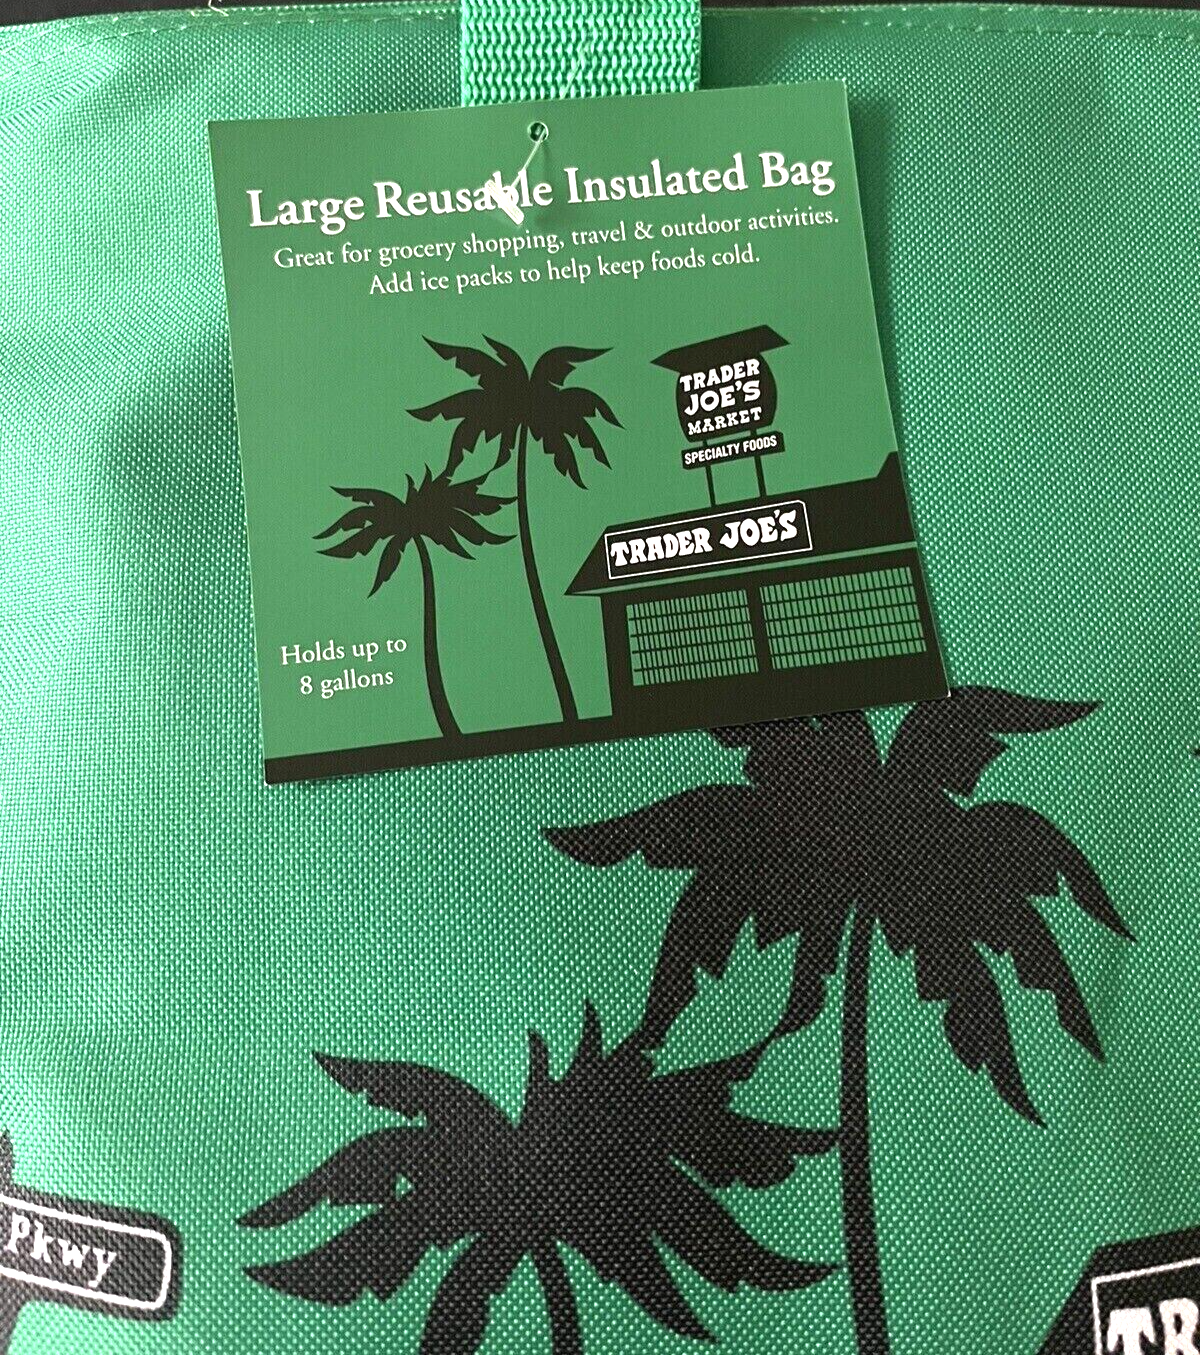 Large Reusable Insulated Bag
Great for grocery shopping, travel & outdoor activities.
Add ice packs to help keep foods cold.
TRADER
JOE'S
MARKET
SPECIALTY FOODS
TRADER JOE'S
Holds up to
8 gallons
Pkwy
TR